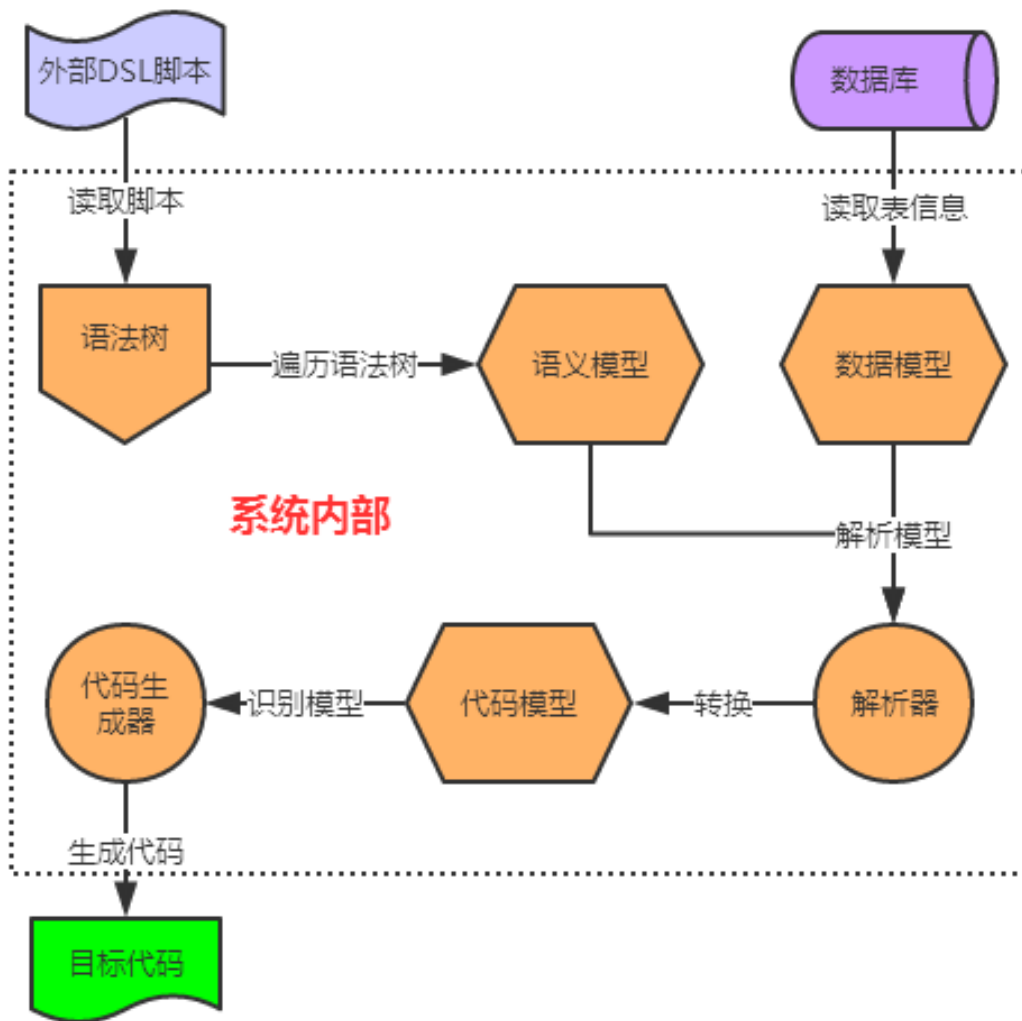 外部DSL脚本
数据库
读取脚本
读取表信息
语法树
遍历语法树
语义模型
数据模型
系统内部
解析模型
代码生
成器
识别模型
代码模型
转换
解析器
生成代码
目标代码